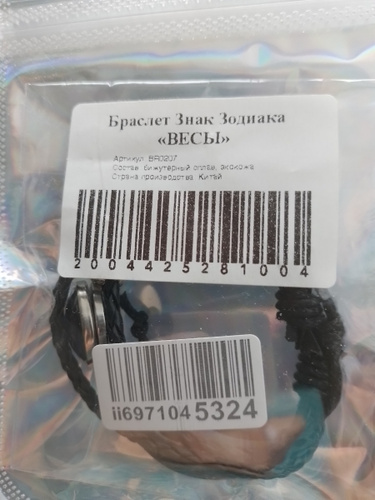 Браслет Знак Зодиака
«ВЕСЫ»
Артикул: BR0207
Состав: бижутерный сплав, экокожа
Страна производства: Китай
2004425281004
ii6971045324